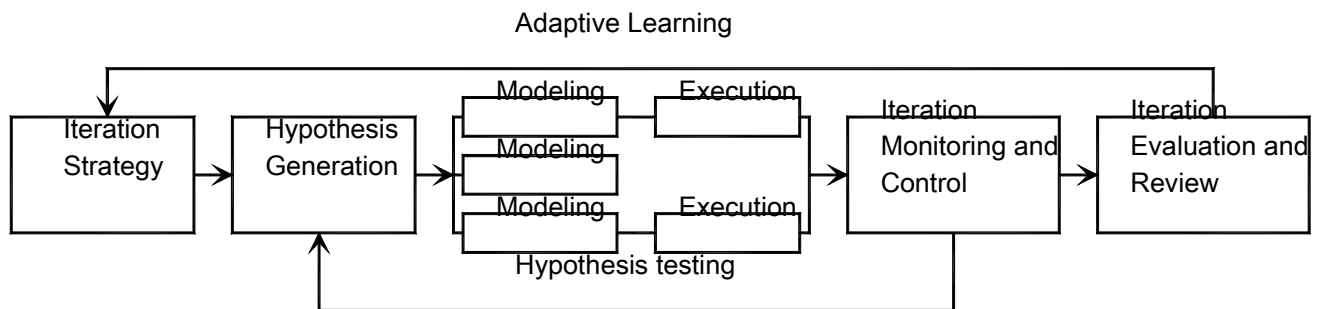 Adaptive Learning
Iteration
Strategy
Hypothesis
Generation
Modeling
Execution
Modeling
Modeling
Execution
Hypothesis testing
Iteration
Monitoring and
Control
Iteration
Evaluation and
Review